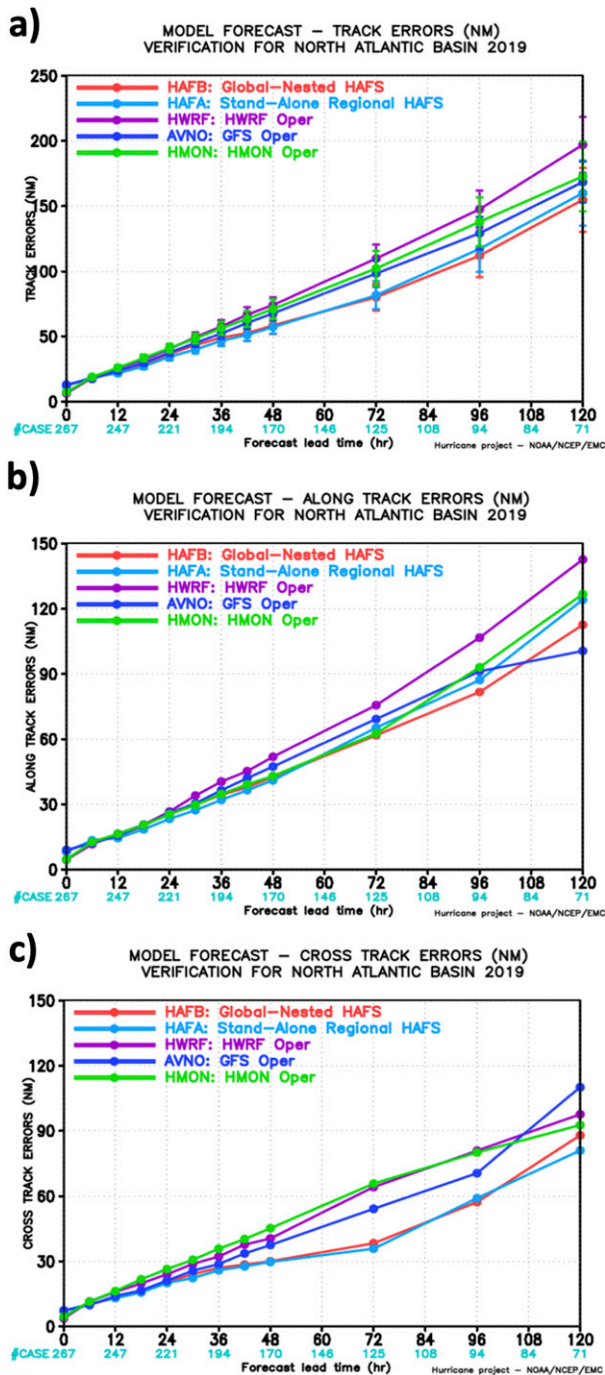 a)
MODEL FORECAST – TRACK ERRORS (NM)
VERIFICATION FOR NORTH ATLANTIC BASIN 2019
250
200
150
100
50
0
TRACK ERRORS (NM)
HAFB: Global-Nested HAFS
HAFA: Stand-Alone Regional HAFS
HWRF: HWRF Oper
AVNO: GFS Oper
HMON: HMON Oper
0 12 24 36 48 60 72 84 96 108 120
#CASE 267 247 221 194 170 146 125 108 94 84 71
Forecast lead time (hr)
Hurricane project – NOAA/NCEP/EMC
b)
MODEL FORECAST – ALONG TRACK ERRORS (NM)
VERIFICATION FOR NORTH ATLANTIC BASIN 2019
150
120
90
60
30
0
ALONG TRACK ERRORS (NM)
HAFB: Global-Nested HAFS
HAFA: Stand-Alone Regional HAFS
HWRF: HWRF Oper
AVNO: GFS Oper
HMON: HMON Oper
0 12 24 36 48 60 72 84 96 108 120
#CASE 267 247 221 194 170 146 125 108 94 84 71
Forecast lead time (hr)
Hurricane project – NOAA/NCEP/EMC
c)
MODEL FORECAST – CROSS TRACK ERRORS (NM)
VERIFICATION FOR NORTH ATLANTIC BASIN 2019
150
120
90
60
30
0
CROSS TRACK ERRORS (NM)
HAFB: Global-Nested HAFS
HAFA: Stand-Alone Regional HAFS
HWRF: HWRF Oper
AVNO: GFS Oper
HMON: HMON Oper
0 12 24 36 48 60 72 84 96 108 120
#CASE 267 247 221 194 170 146 125 108 94 84 71
Forecast lead time (hr)
Hurricane project – NOAA/NCEP/EMC